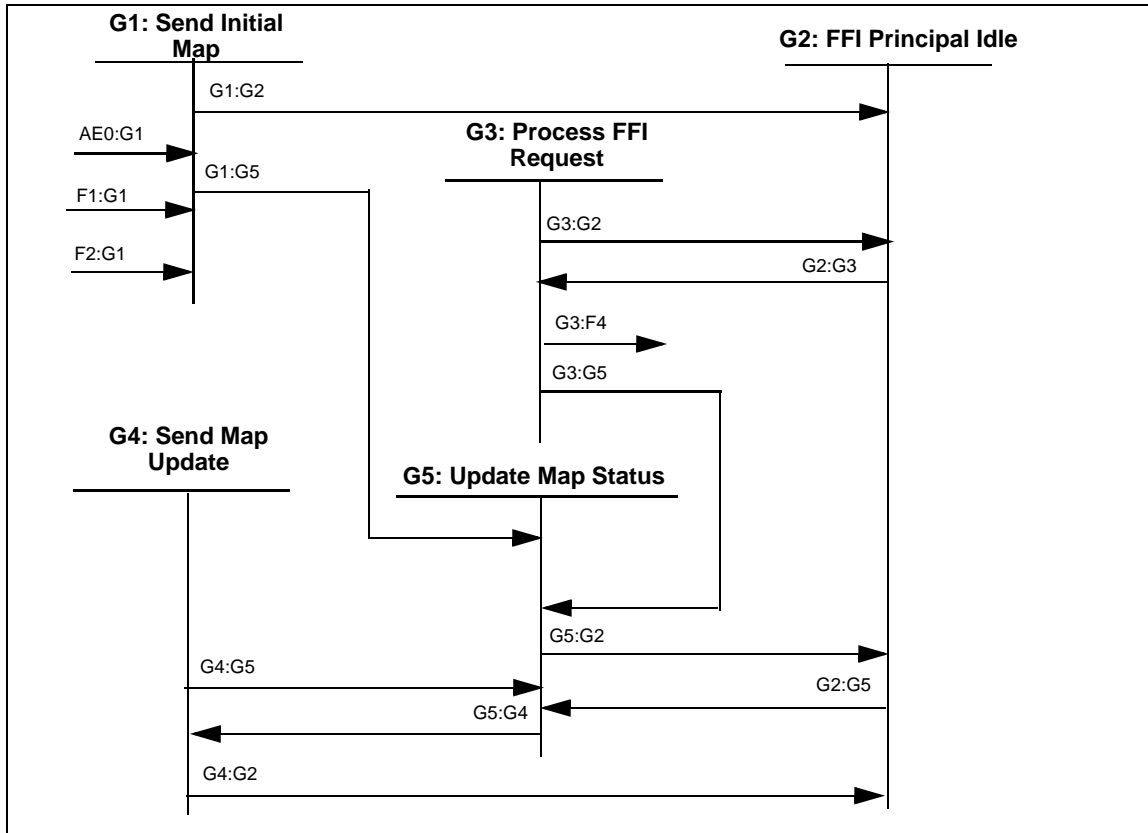 G1: Send Initial
Map
G2: FFI Principal Idle
G1:G2
AE0:G1
G3: Process FFI
Request
G1:G5
F1:G1
G3:G2
F2:G1
G2:G3
G3:F4
G3:G5
G4: Send Map
Update
G5: Update Map Status
G5:G2
G4:G5
G2:G5
G5:G4
G4:G2